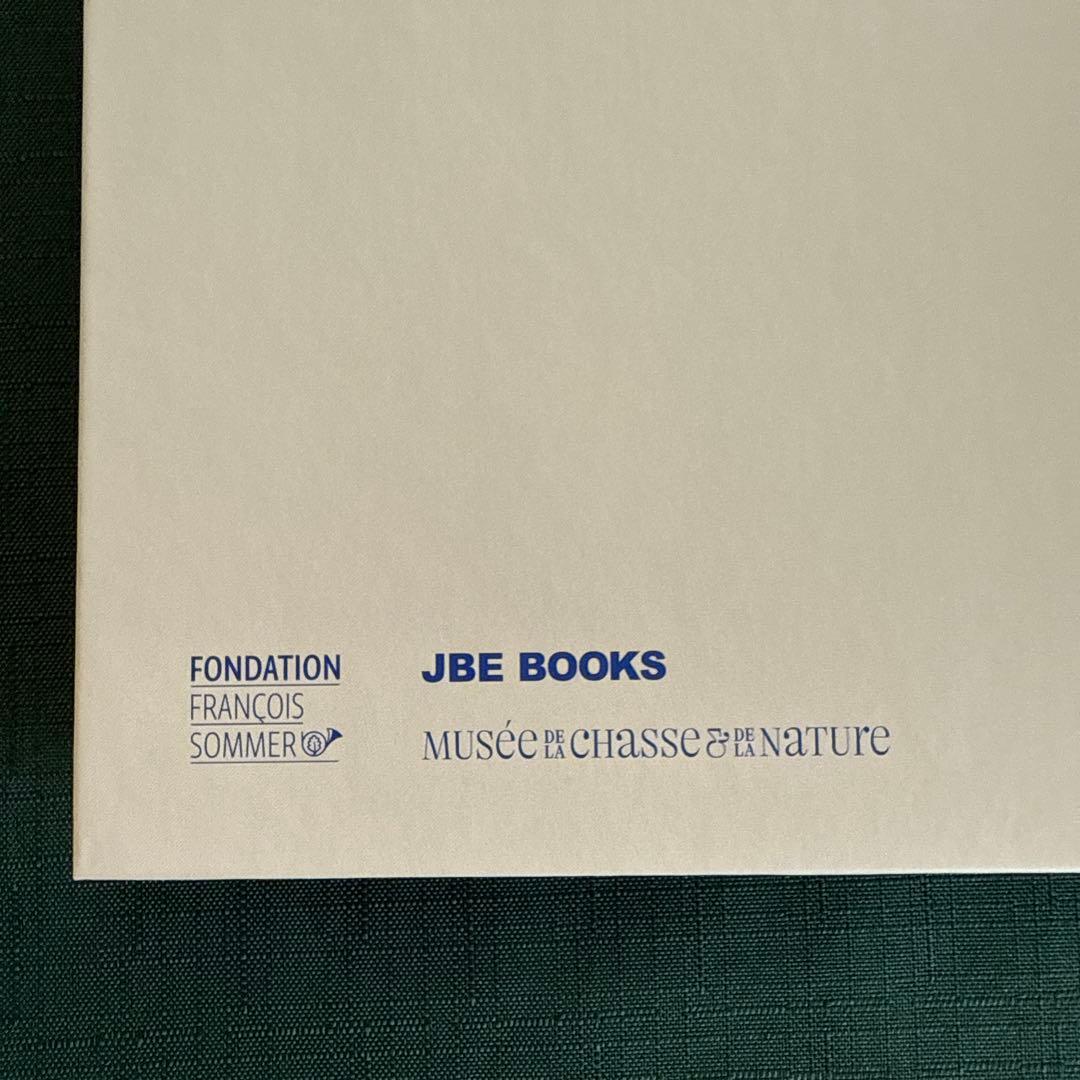 FONDATION
FRANÇOIS
SOMMER
JBE BOOKS
MUSée DE LA CHasse & DE LA NaTUre